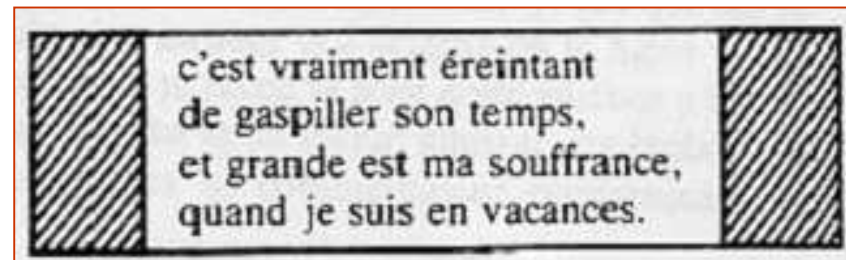 c'est vraiment éreintant
de gaspiller son temps,
et grande est ma souffrance,
quand je suis en vacances.